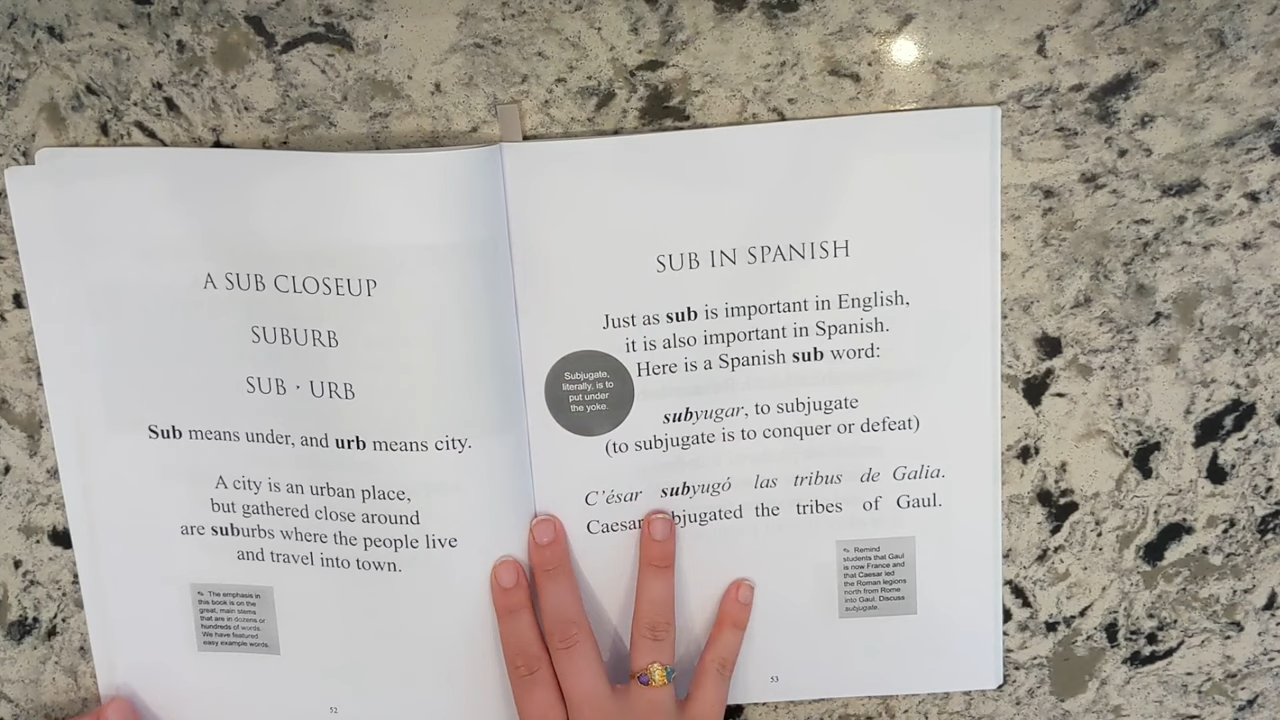 A SUB CLOSEUP
SUBURB
SUB · URB
Sub means under, and urb means city.
A city is an urban place,
but gathered close around
are suburbs where the people live
and travel into town.
✎ The emphasis in
this book is on the
great, main stems
that are in dozens or
hundreds of words.
We have featured
easy example words.
52
SUB IN SPANISH
Just as sub is important in English,
it is also important in Spanish.
Here is a Spanish sub word:
Subjugate,
literally, is to
put under
the yoke.
subyugar, to subjugate
(to subjugate is to conquer or defeat)
C'ésar subyugó las tribus de Galia.
Caesar bjugated the tribes of Gaul.
✎ Remind
students that Gaul
is now France and
that Caesar led
the Roman legions
north from Rome
into Gaul. Discuss
subjugate.
53